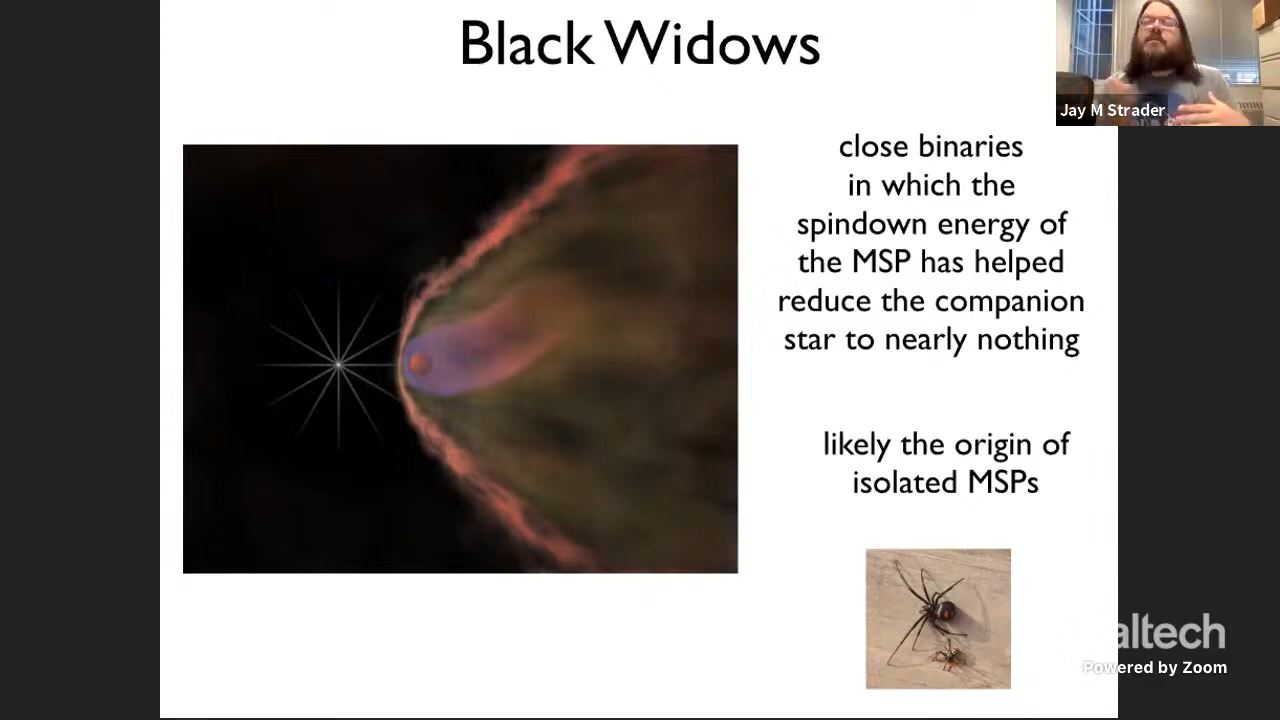 Black Widows
Jay M Strader
close binaries
in which the
spindown energy of
the MSP has helped
reduce the companion
star to nearly nothing
likely the origin of
isolated MSPs
altech
Powered by Zoom